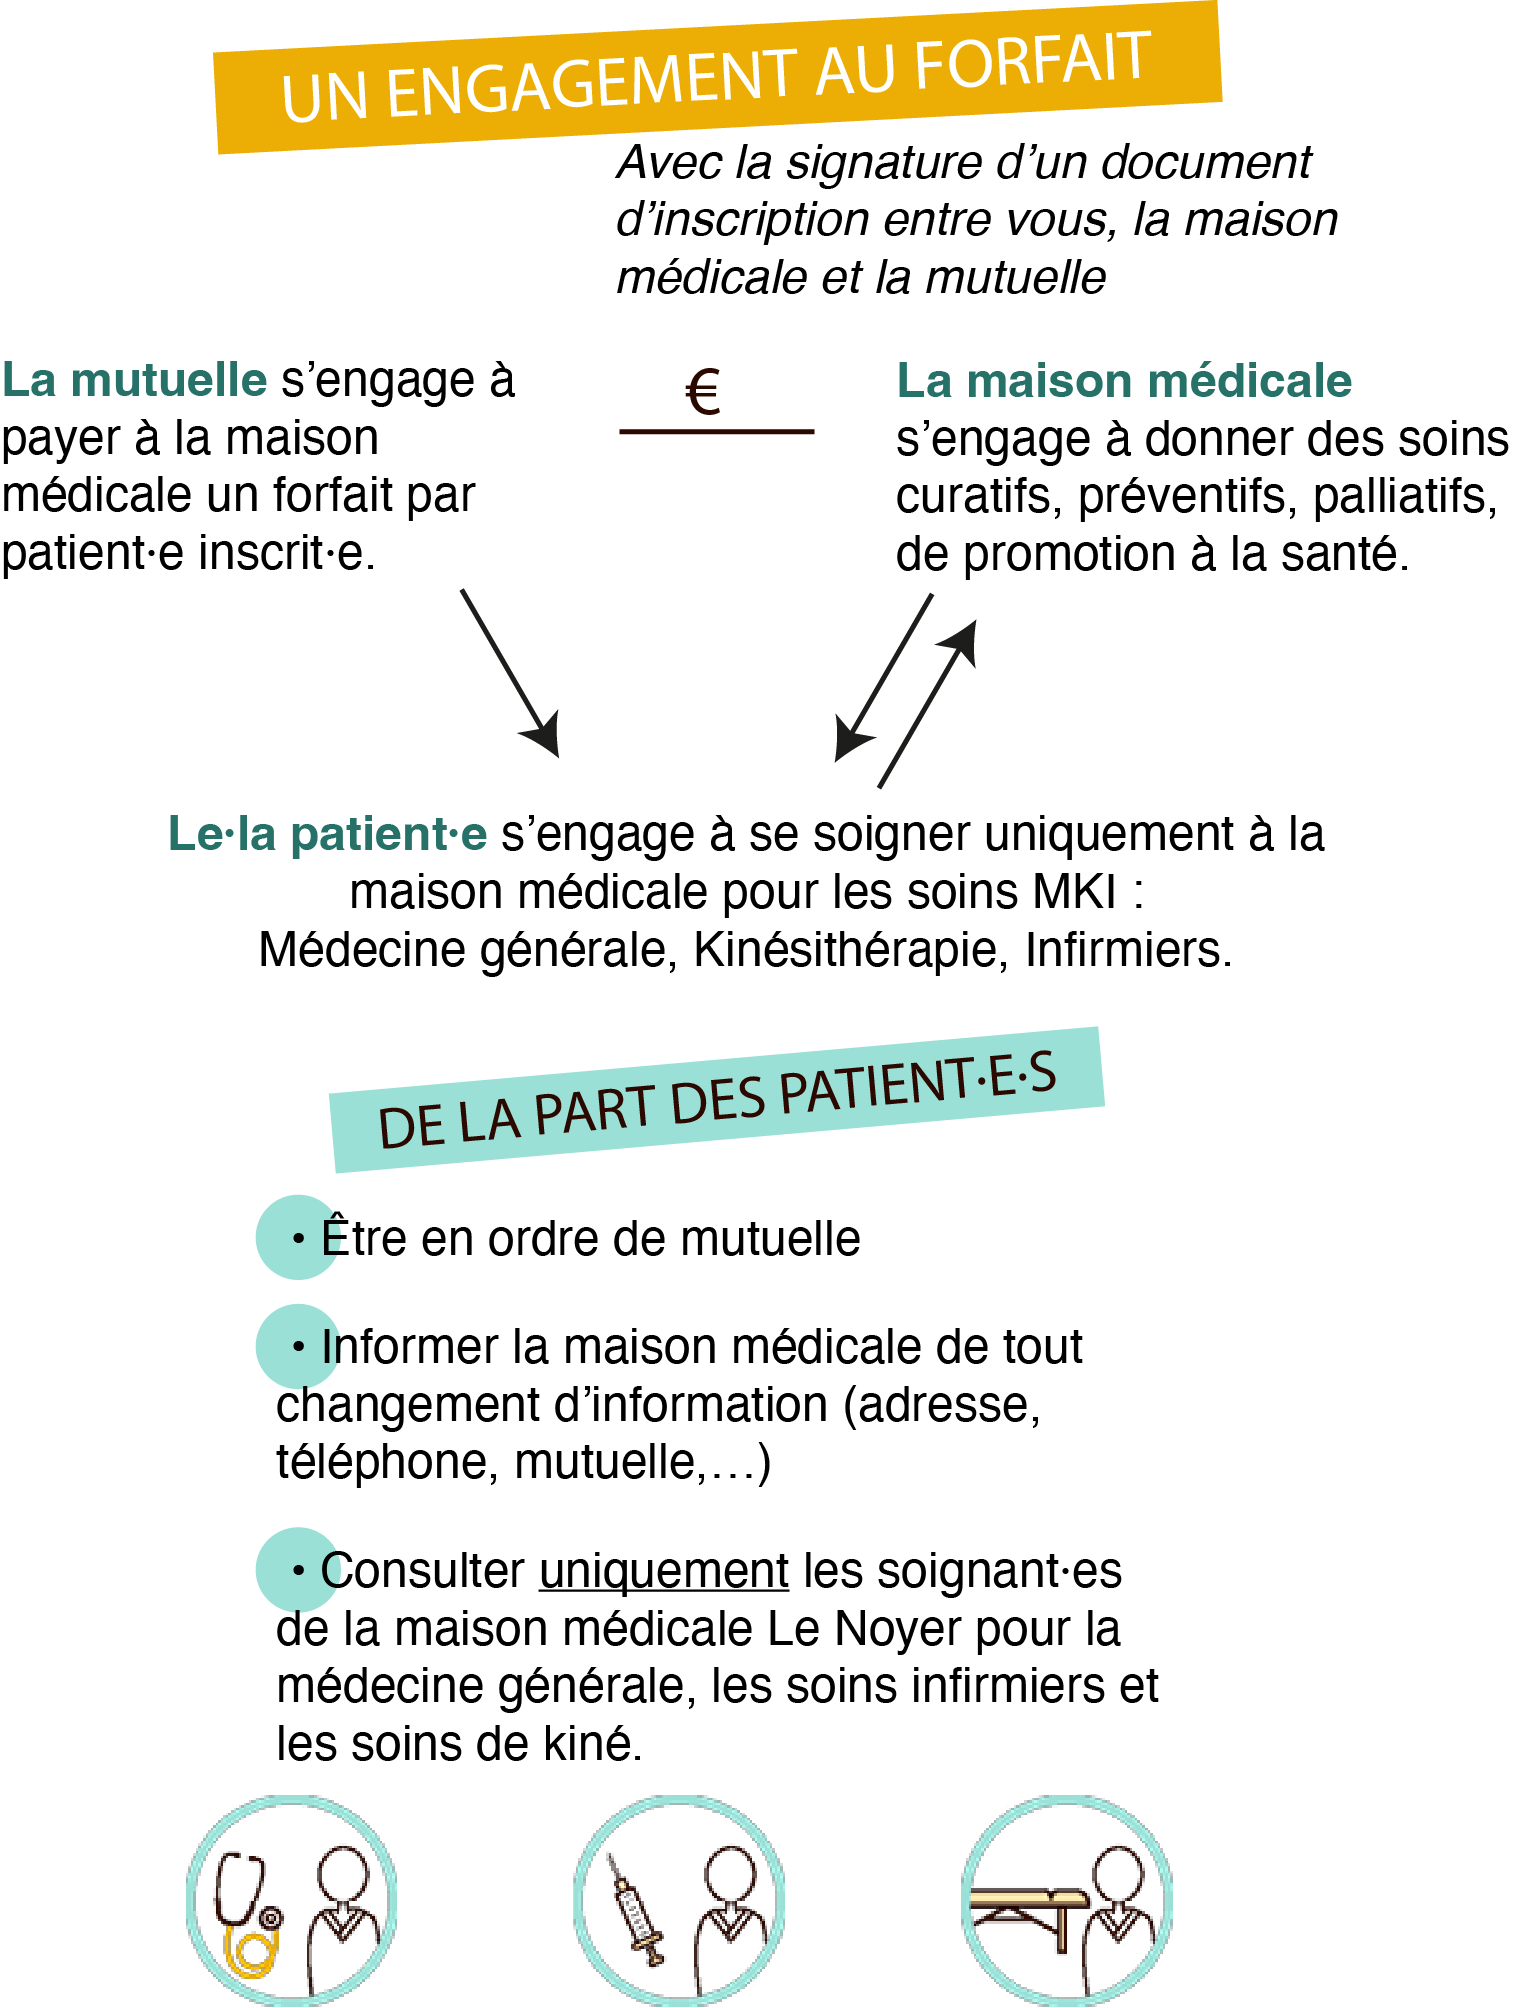 UN ENGAGEMENT AU FORFAIT
Avec la signature d’un document
d’inscription entre vous, la maison
médicale et la mutuelle
La mutuelle s’engage à
payer à la maison
médicale un forfait par
patient·e inscrit·e.
€
La maison médicale
s’engage à donner des soins
curatifs, préventifs, palliatifs,
de promotion à la santé.
Le·la patient·e s’engage à se soigner uniquement à la
maison médicale pour les soins MKI :
Médecine générale, Kinésithérapie, Infirmiers.
DE LA PART DES PATIENT·E·S
• Être en ordre de mutuelle
• Informer la maison médicale de tout
changement d’information (adresse,
téléphone, mutuelle,…)
• Consulter uniquement les soignant·es
de la maison médicale Le Noyer pour la
médecine générale, les soins infirmiers et
les soins de kiné.